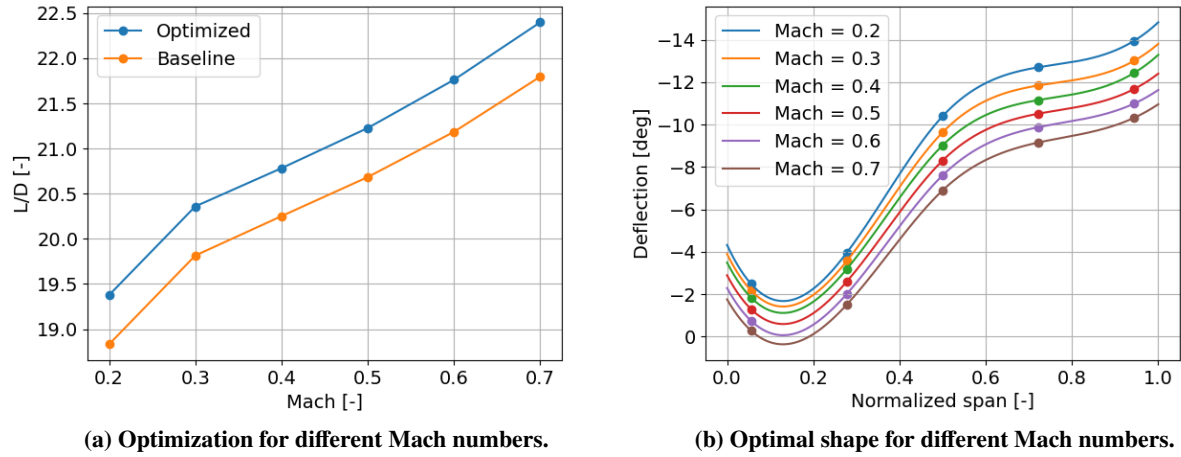 22.5
22.0
21.5
21.0
20.5
20.0
19.5
19.0
L/D [-]
Optimized
Baseline
0.2 0.3 0.4 0.5 0.6 0.7
Mach [-]
(a) Optimization for different Mach numbers.
−14
−12
−10
−8
−6
−4
−2
0
Deflection [deg]
Mach = 0.2
Mach = 0.3
Mach = 0.4
Mach = 0.5
Mach = 0.6
Mach = 0.7
0.0 0.2 0.4 0.6 0.8 1.0
Normalized span [-]
(b) Optimal shape for different Mach numbers.